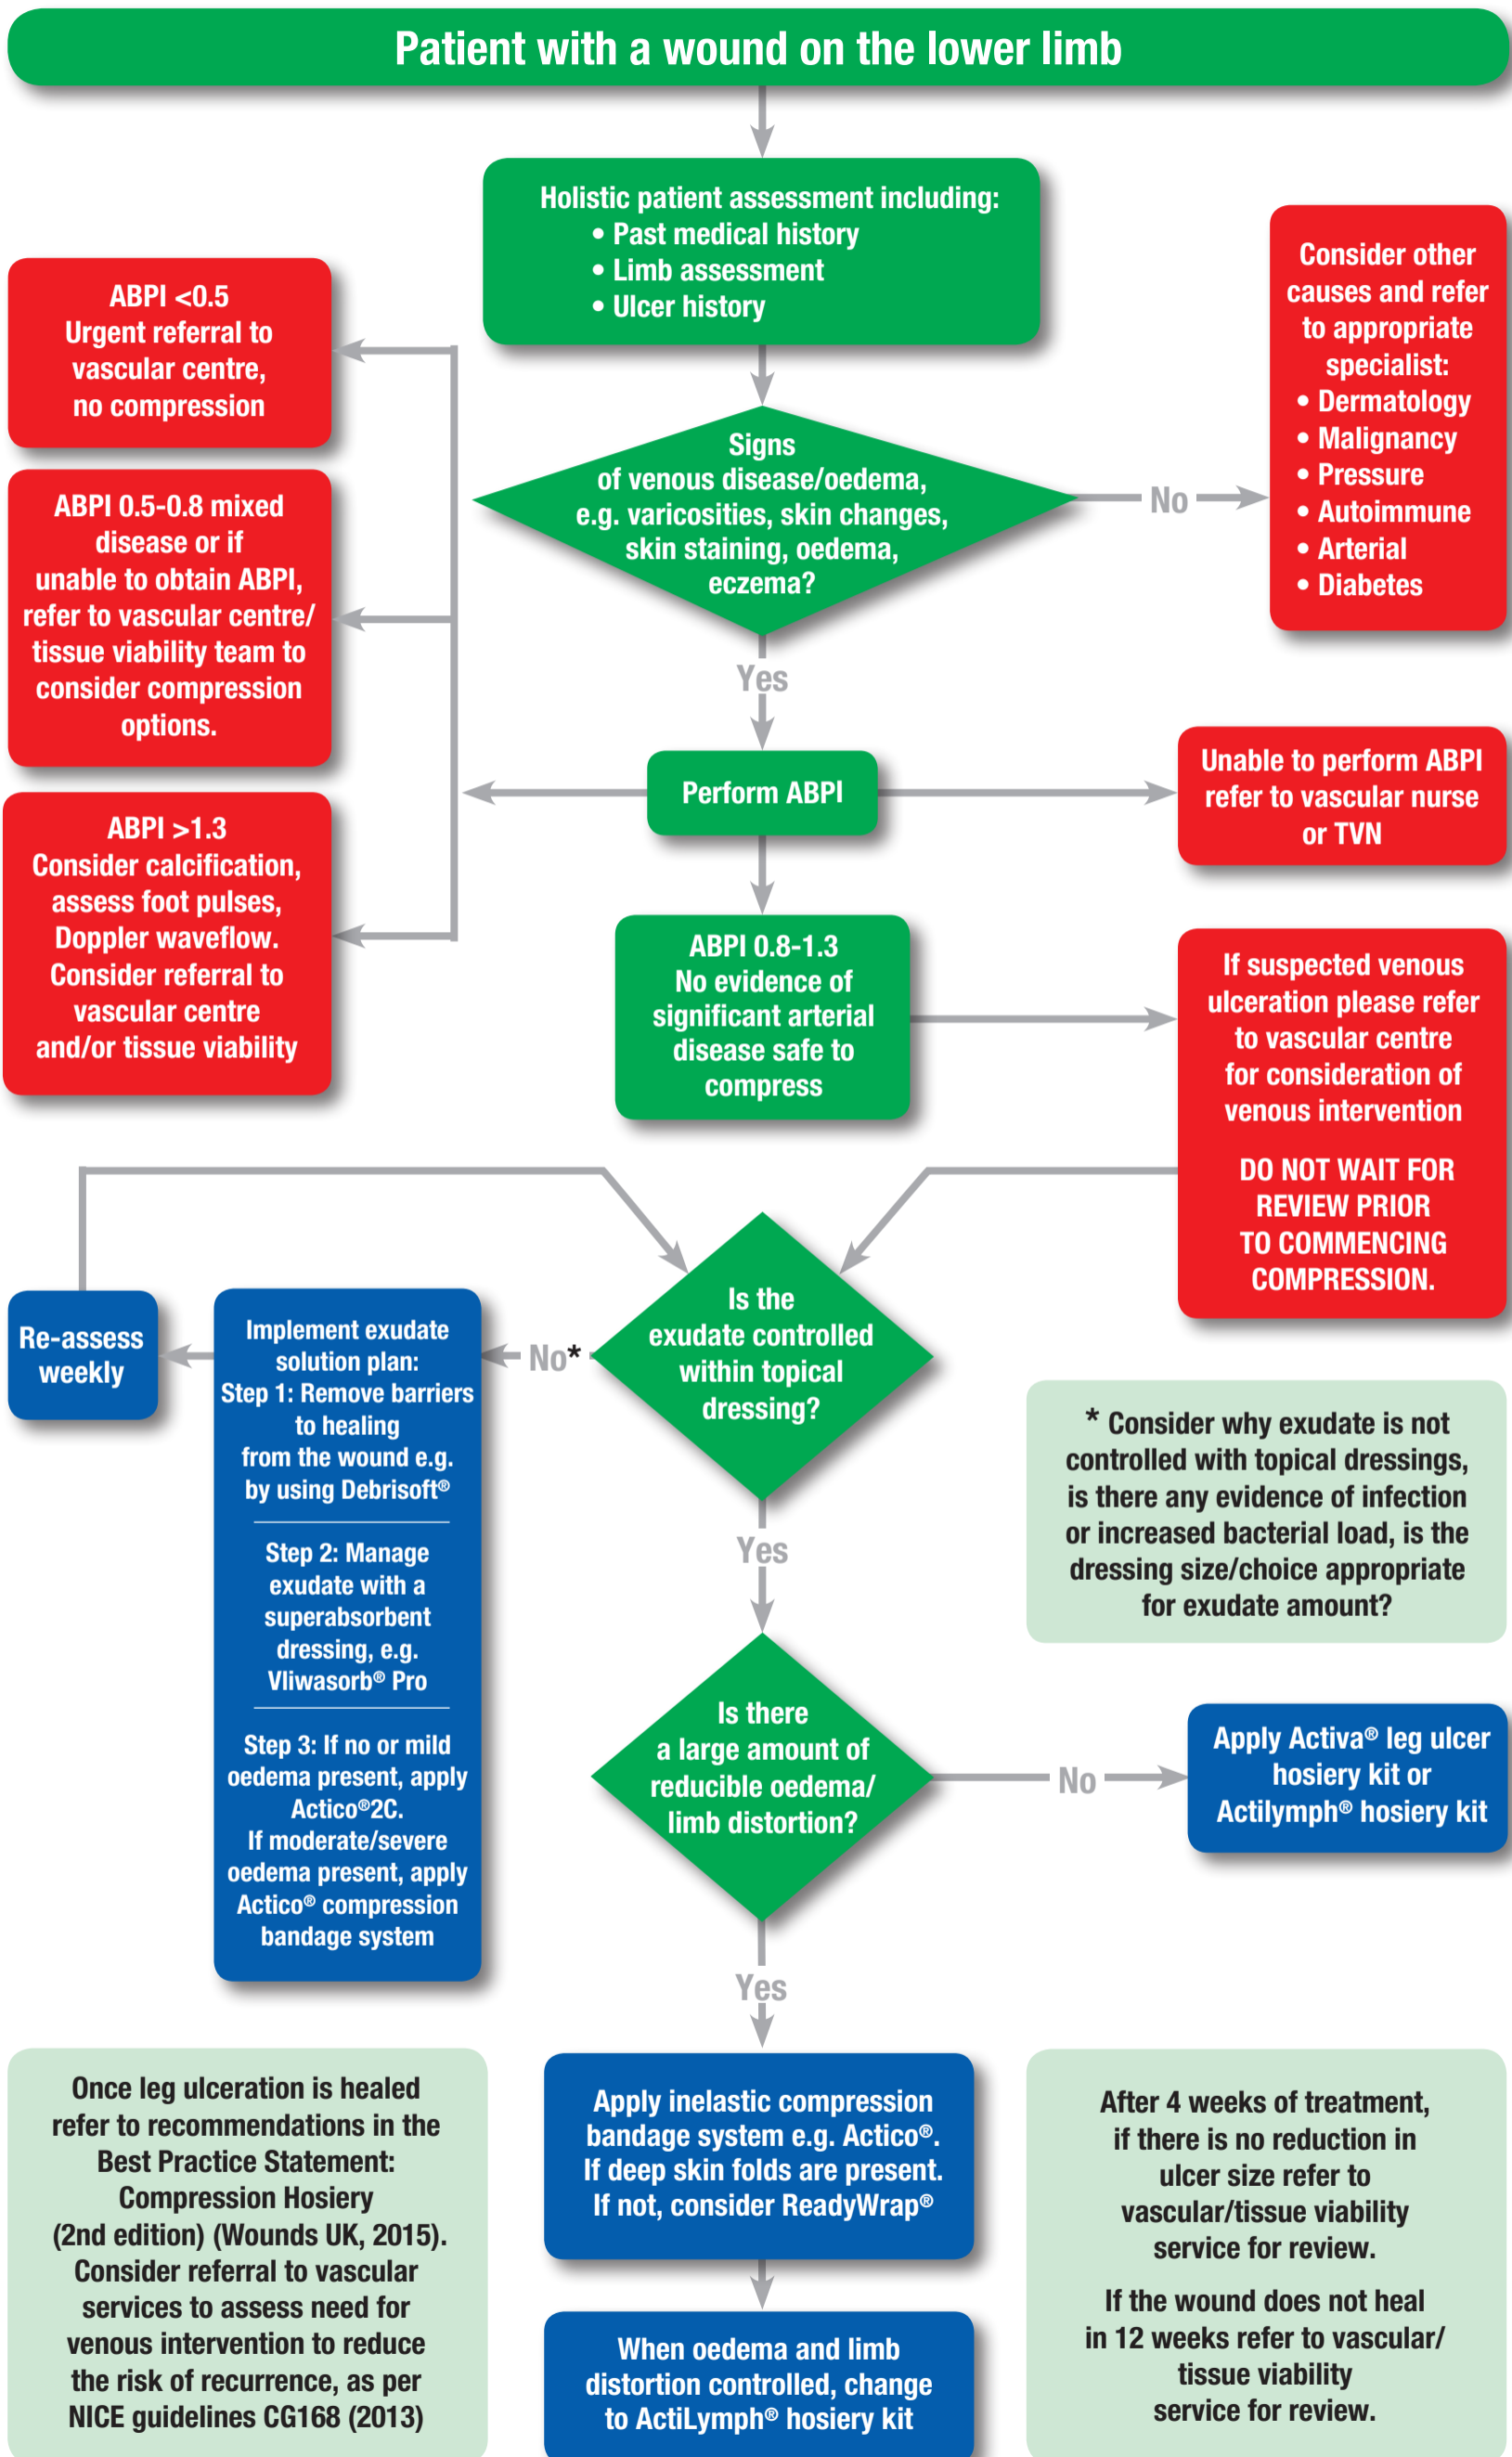 Patient with a wound on the lower limb
Holistic patient assessment including:
• Past medical history
• Limb assessment
• Ulcer history
Consider other
causes and refer
to appropriate
specialist:
• Dermatology
• Malignancy
• Pressure
• Autoimmune
• Arterial
• Diabetes
ABPI <0.5
Urgent referral to
vascular centre,
no compression
Signs
of venous disease/oedema,
e.g. varicosities, skin changes,
skin staining, oedema,
eczema?
No
ABPI 0.5-0.8 mixed
disease or if
unable to obtain ABPI,
refer to vascular centre/
tissue viability team to
consider compression
options.
Yes
Perform ABPI
Unable to perform ABPI
refer to vascular nurse
or TVN
ABPI >1.3
Consider calcification,
assess foot pulses,
Doppler waveflow.
Consider referral to
vascular centre
and/or tissue viability
ABPI 0.8-1.3
No evidence of
significant arterial
disease safe to
compress
If suspected venous
ulceration please refer
to vascular centre
for consideration of
venous intervention
DO NOT WAIT FOR
REVIEW PRIOR
TO COMMENCING
COMPRESSION.
Is the
exudate controlled
within topical
dressing?
No*
Implement exudate
solution plan:
Step 1: Remove barriers
to healing
from the wound e.g.
by using Debrisoft®
Step 2: Manage
exudate with a
superabsorbent
dressing, e.g.
Vliwasorb® Pro
Step 3: If no or mild
oedema present, apply
Actico®2C.
If moderate/severe
oedema present, apply
Actico® compression
bandage system
Re-assess
weekly
* Consider why exudate is not
controlled with topical dressings,
is there any evidence of infection
or increased bacterial load, is the
dressing size/choice appropriate
for exudate amount?
Yes
Is there
a large amount of
reducible oedema/
limb distortion?
No
Apply Activa® leg ulcer
hosiery kit or
Actilymph® hosiery kit
Yes
Once leg ulceration is healed
refer to recommendations in the
Best Practice Statement:
Compression Hosiery
(2nd edition) (Wounds UK, 2015).
Consider referral to vascular
services to assess need for
venous intervention to reduce
the risk of recurrence, as per
NICE guidelines CG168 (2013)
Apply inelastic compression
bandage system e.g. Actico®.
If deep skin folds are present.
If not, consider ReadyWrap®
When oedema and limb
distortion controlled, change
to ActiLymph® hosiery kit
After 4 weeks of treatment,
if there is no reduction in
ulcer size refer to
vascular/tissue viability
service for review.
If the wound does not heal
in 12 weeks refer to vascular/
tissue viability
service for review.